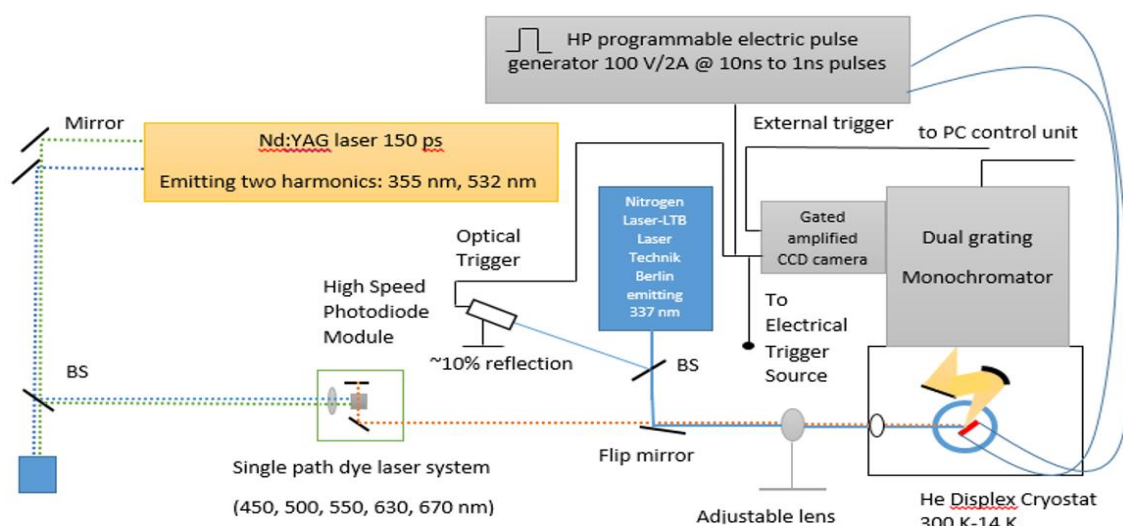 HP programmable electric pulse
generator 100 V/2A @ 10ns to 1ns pulses
Mirror
Nd:YAG laser 150 ps
Emitting two harmonics: 355 nm, 532 nm
External trigger
to PC control unit
Nitrogen
Laser-LTB
Laser
Technik
Berlin
emitting
337 nm
Gated
amplified
CCD camera
Dual grating
Monochromator
Optical
Trigger
High Speed
Photodiode
Module
~10% reflection
BS
To
Electrical
Trigger
Source
BS
Flip mirror
Single path dye laser system
(450, 500, 550, 630, 670 nm)
Adjustable lens
He Displex Cryostat
300 K-14 K